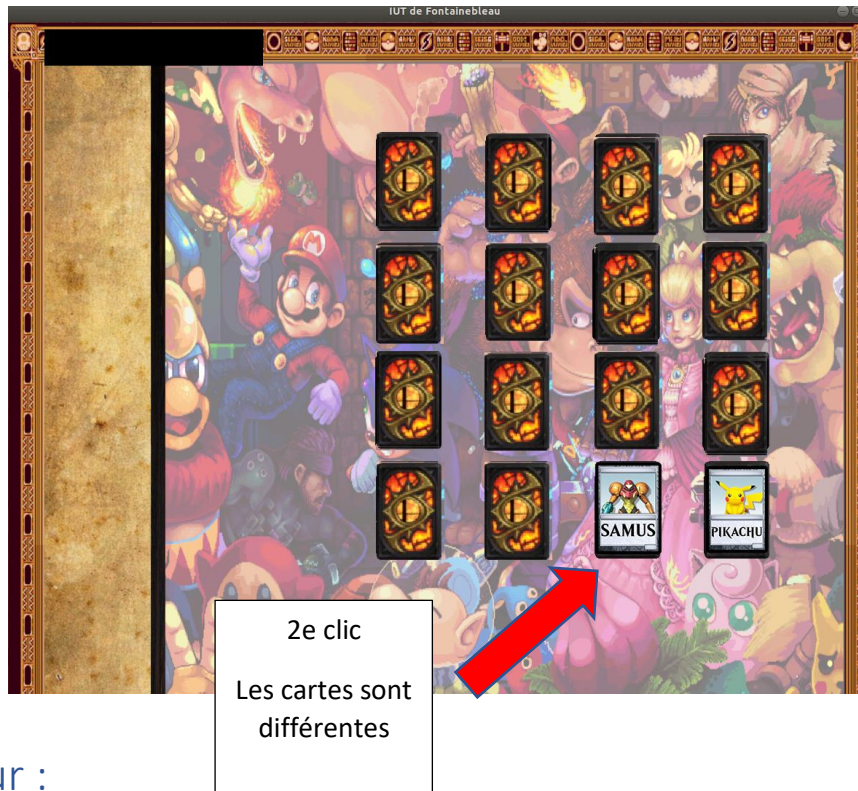 IUT de Fontainebleau
SAMUS
PIKACHU
2e clic
Les cartes sont
différentes
ur :